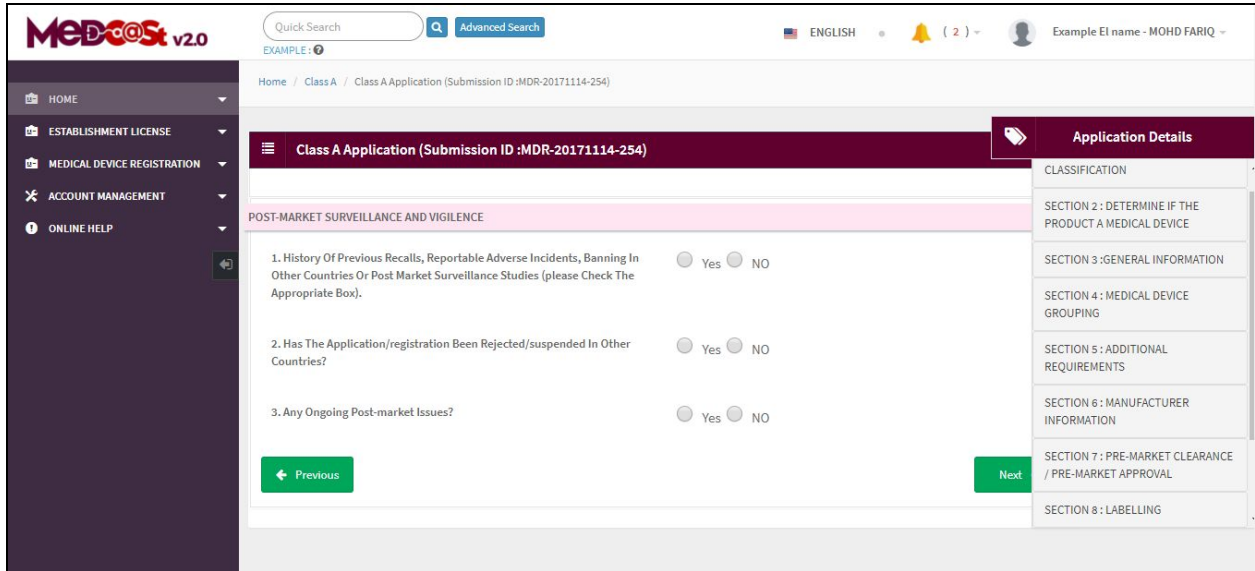 MeDC@St v2.0
Quick Search
Advanced Search
EXAMPLE :
ENGLISH
( 2 )
Example El name - MOHD FARIQ
Home / Class A / Class A Application (Submission ID :MDR-20171114-254)
HOME
ESTABLISHMENT LICENSE
MEDICAL DEVICE REGISTRATION
ACCOUNT MANAGEMENT
ONLINE HELP
Class A Application (Submission ID :MDR-20171114-254)
POST-MARKET SURVEILLANCE AND VIGILENCE
1. History Of Previous Recalls, Reportable Adverse Incidents, Banning In
Other Countries Or Post Market Surveillance Studies (please Check The
Appropriate Box).
Yes NO
2. Has The Application/registration Been Rejected/suspended In Other
Countries?
Yes NO
3. Any Ongoing Post-market Issues?
Yes NO
Previous
Next
Application Details
CLASSIFICATION
SECTION 2 : DETERMINE IF THE
PRODUCT A MEDICAL DEVICE
SECTION 3 :GENERAL INFORMATION
SECTION 4 : MEDICAL DEVICE
GROUPING
SECTION 5 : ADDITIONAL
REQUIREMENTS
SECTION 6 : MANUFACTURER
INFORMATION
SECTION 7 : PRE-MARKET CLEARANCE
/ PRE-MARKET APPROVAL
SECTION 8 : LABELLING